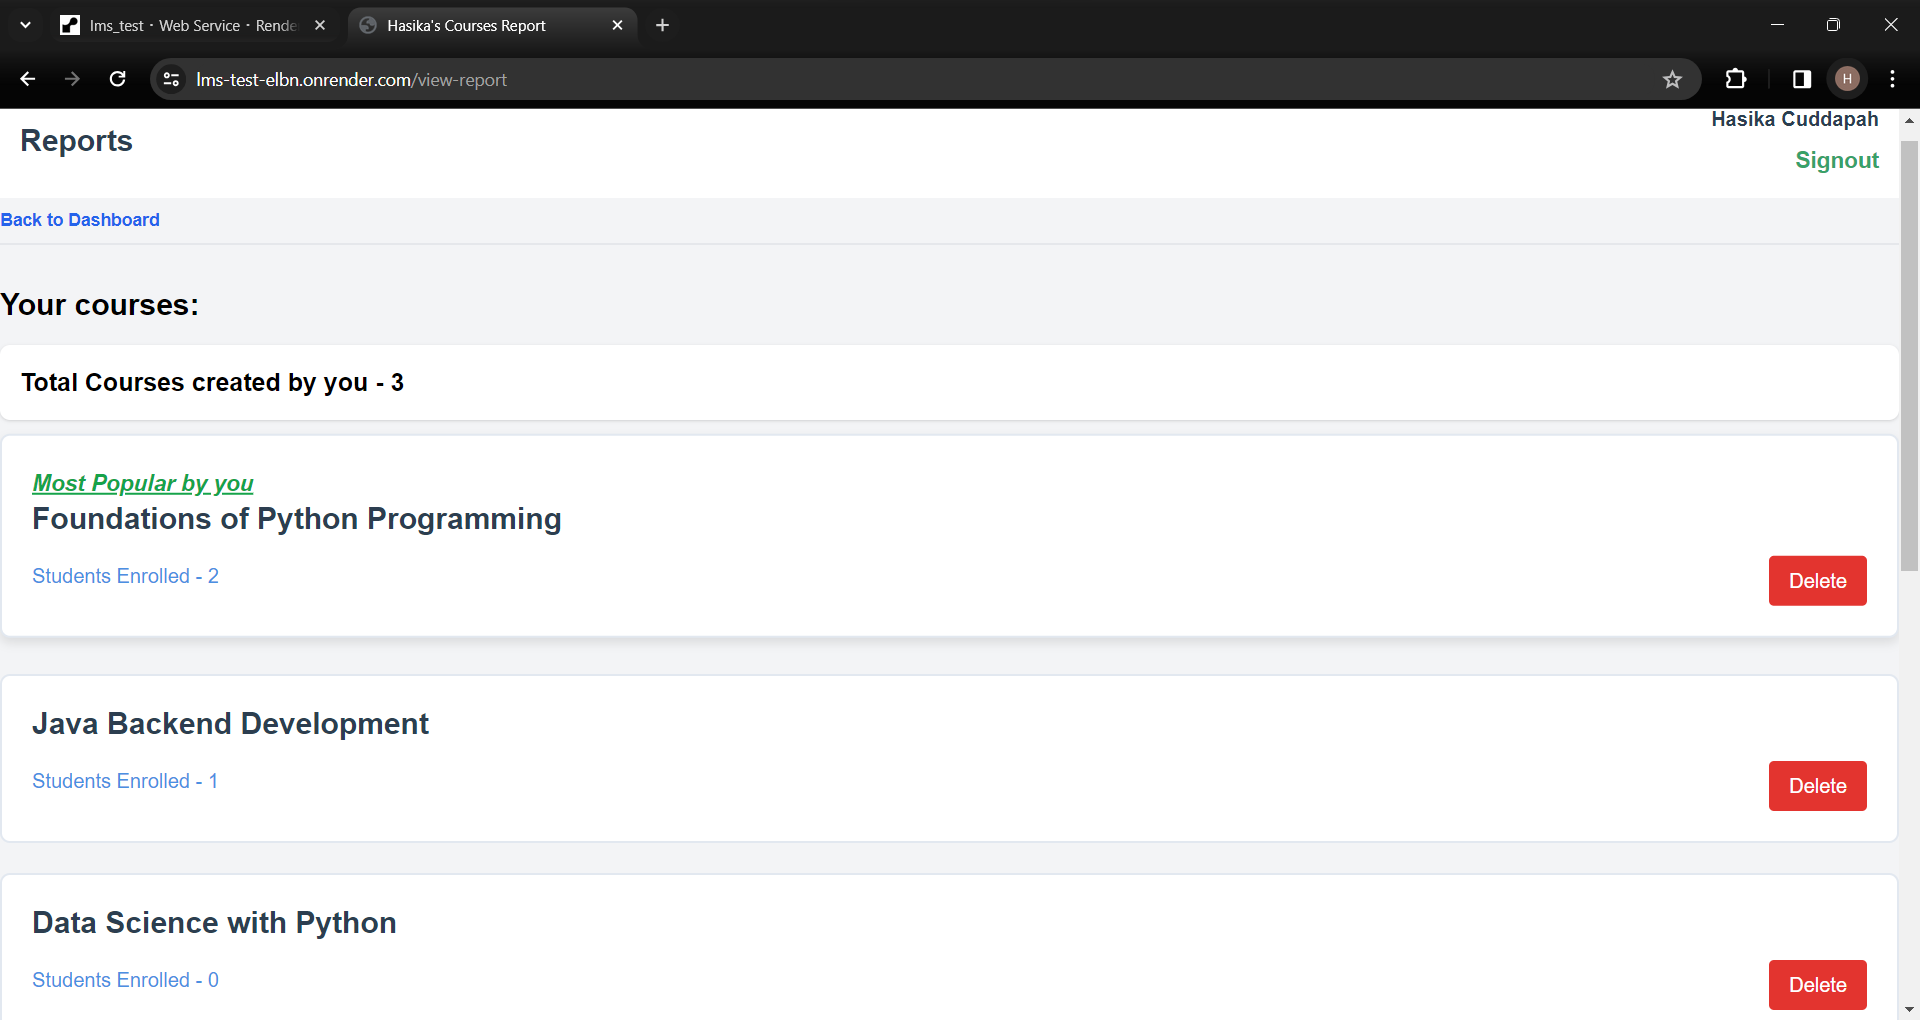 lms_test · Web Service · Rende
Hasika's Courses Report
lms-test-elbn.onrender.com/view-report
H
Reports
Hasika Cuddapah
Signout
Back to Dashboard
Your courses:
Total Courses created by you - 3
Most Popular by you
Foundations of Python Programming
Students Enrolled - 2
Delete
Java Backend Development
Students Enrolled - 1
Delete
Data Science with Python
Students Enrolled - 0
Delete